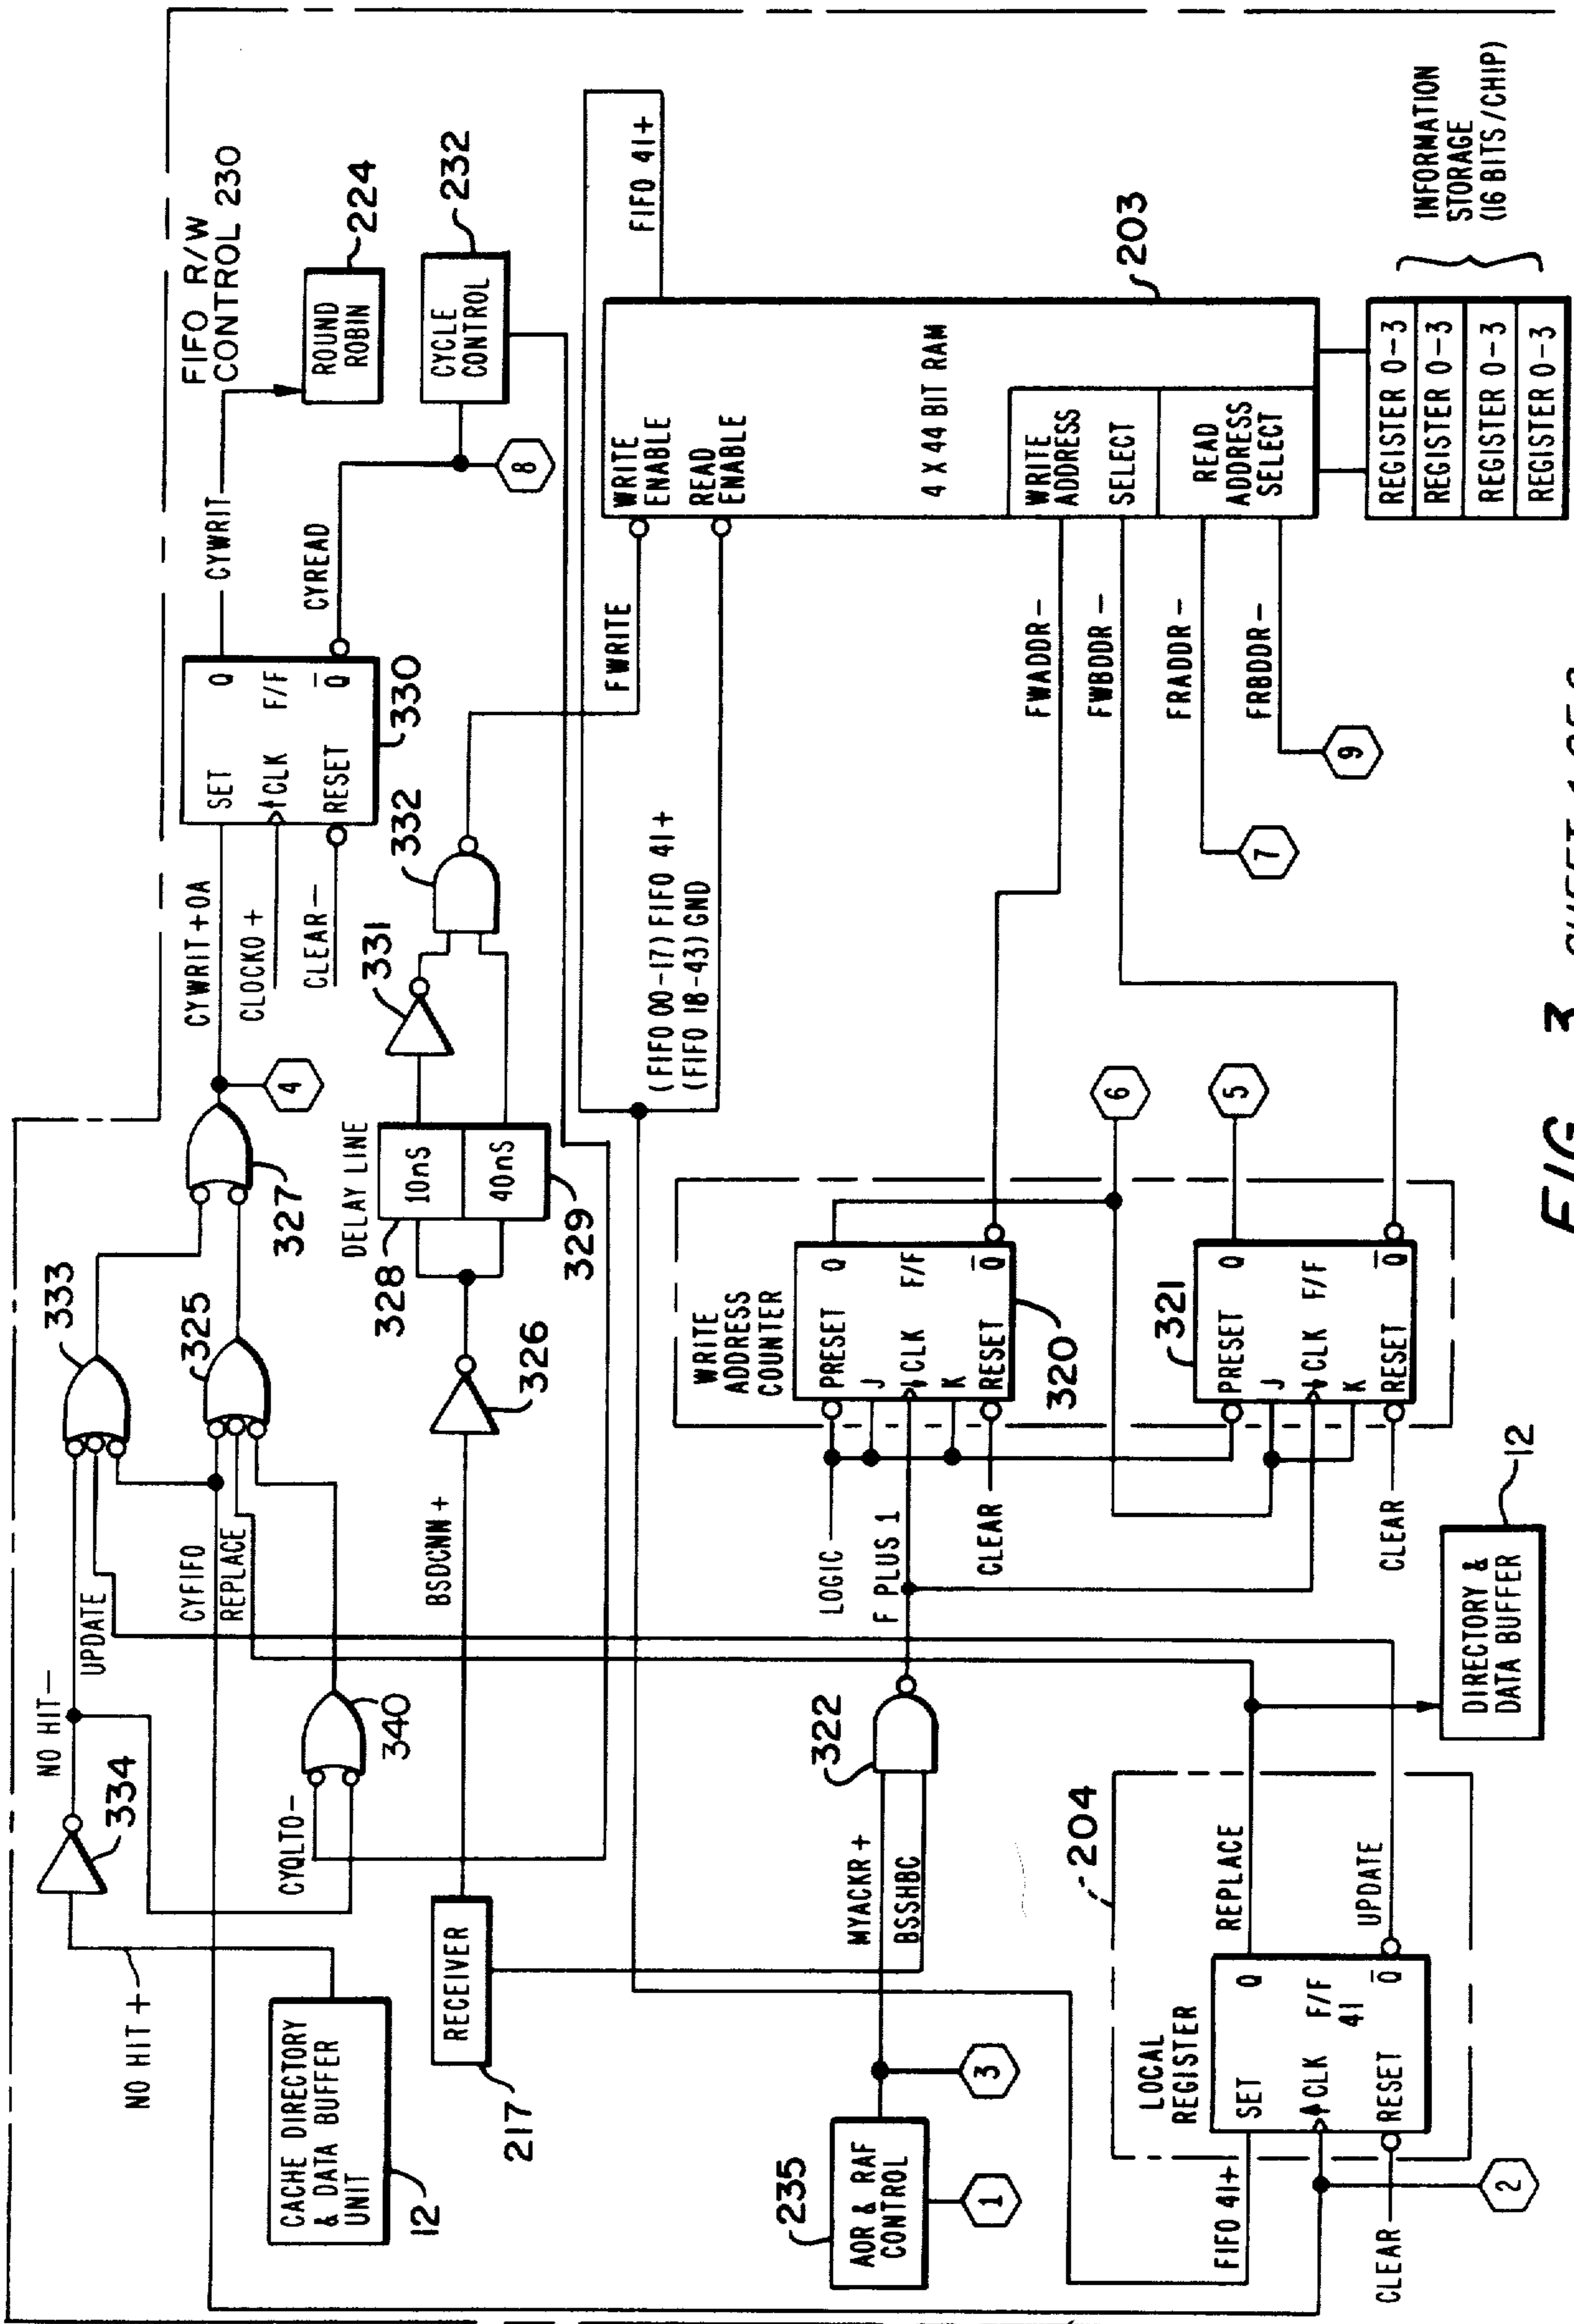 FIFO R/W
CONTROL 230
NO HIT +
334
NO HIT -
UPDATE
333
CYFIFO
REPLACE
325
327
4
CYWRIT+0A
CLOCK0 +
CLEAR -
SET
CLK
RESET
Q
F/F
Q
330
CYWRIT
CYREAD
ROUND
ROBIN
224
CYCLE
CONTROL
232
8
CACHE DIRECTORY
& DATA BUFFER
UNIT
12
CYQLTO -
340
RECEIVER
217
BSDCNN +
326
DELAY LINE
328
10nS
40nS
329
331
332
FWRITE
(FIFO 00-17) FIFO 41+
(FIFO 18-43) GND
FIFO 41+
WRITE
ENABLE
READ
ENABLE
4 X 44 BIT RAM
WRITE
ADDRESS
SELECT
READ
ADDRESS
SELECT
203
FWADDR -
FWBDDR -
FRADDR -
FRBDDR -
7
9
REGISTER 0-3
REGISTER 0-3
REGISTER 0-3
REGISTER 0-3
INFORMATION
STORAGE
(16 BITS/CHIP)
235
AOR & RAF
CONTROL
1
3
MYACKR +
BSSHBC
322
F PLUS 1
LOGIC
CLEAR
WRITE
ADDRESS
COUNTER
PRESET
J
CLK
K
RESET
Q
F/F
Q
320
6
321
PRESET
J
CLK
K
RESET
Q
F/F
Q
5
CLEAR
LOCAL
REGISTER
204
FIFO 41+
SET
CLK
RESET
Q
F/F
41
Q
CLEAR
2
REPLACE
UPDATE
DIRECTORY &
DATA BUFFER
12
FIG. 3